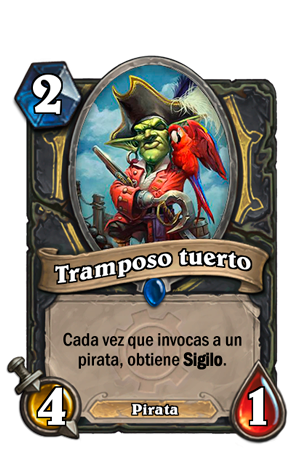 2
Tramposo tuerto
Cada vez que invocas a un
pirata, obtiene Sigilo.
4
Pirata
1